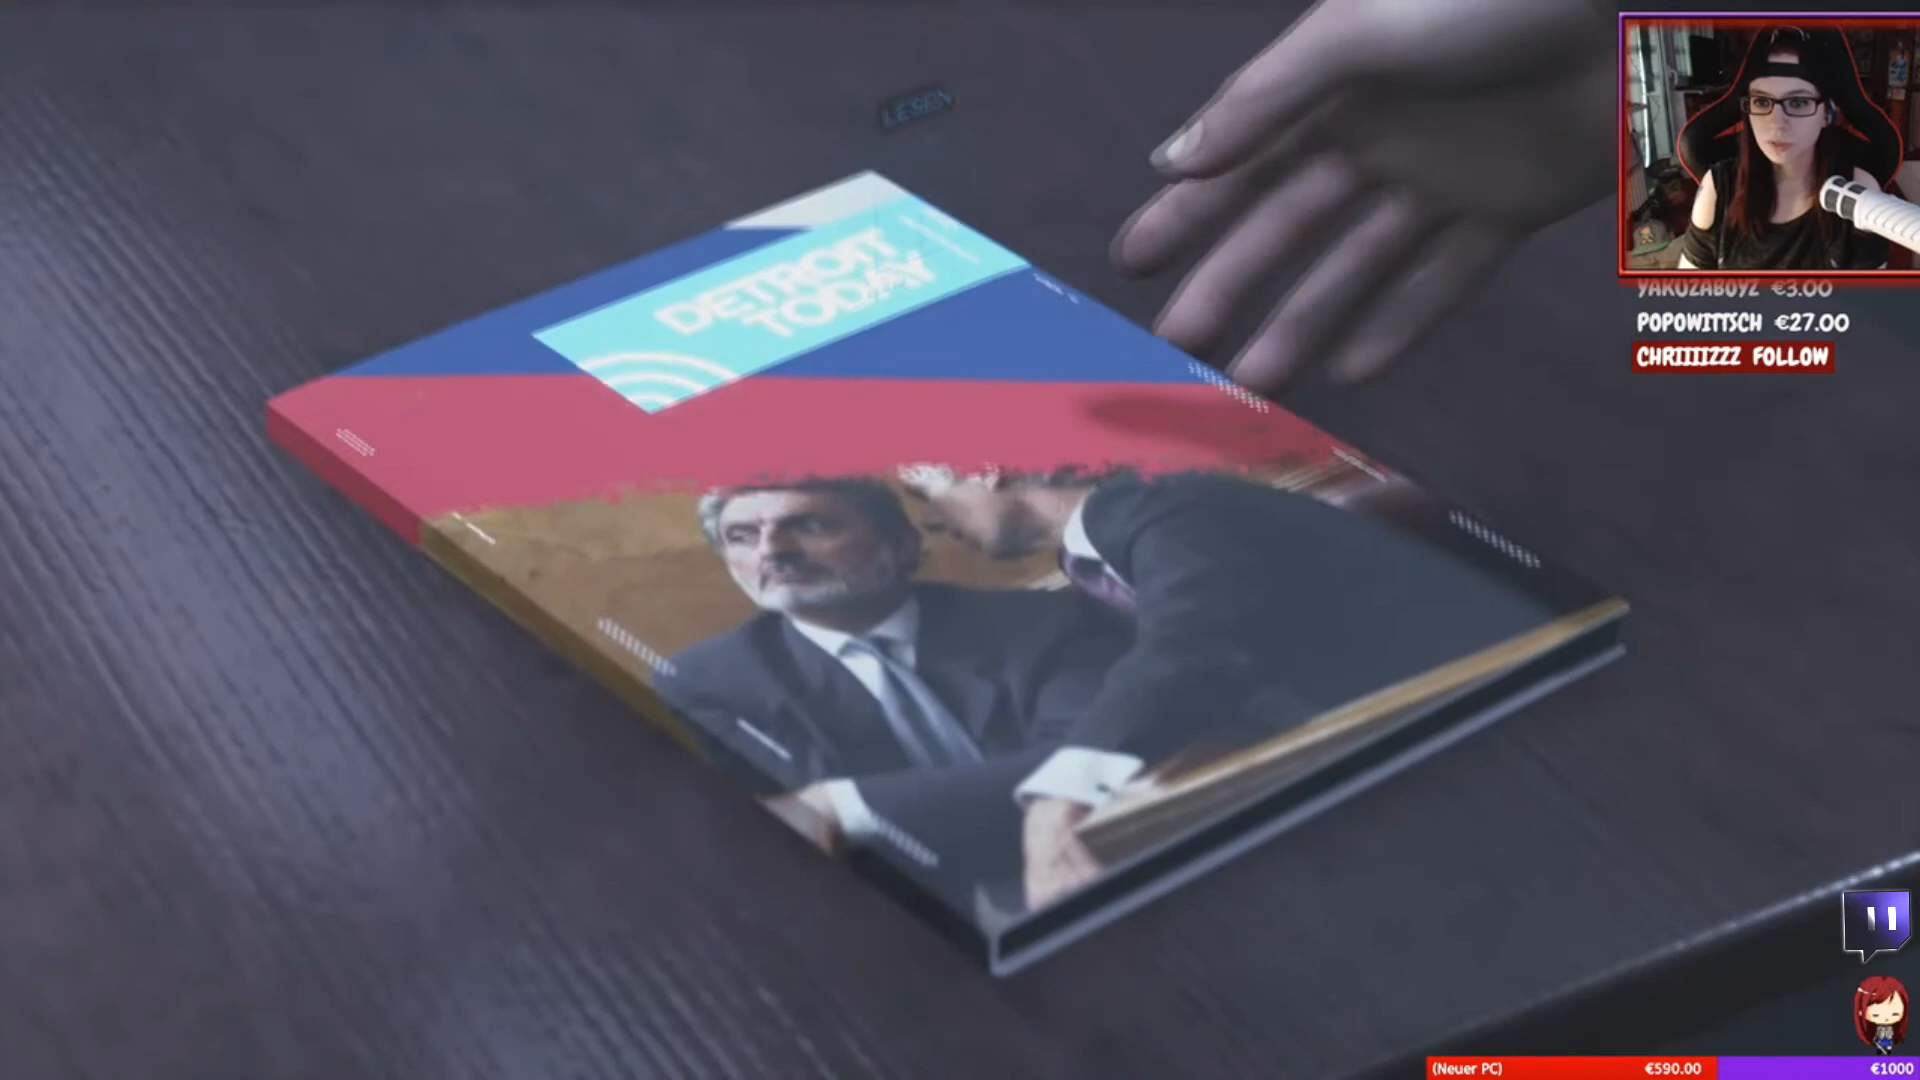 LESEN
DETROIT
TODAY
YAKUZABOYZ €3.00
POPOWITTSCH €27.00
CHRIIIIZZZ FOLLOW
(Neuer PC) €590.00 €1000